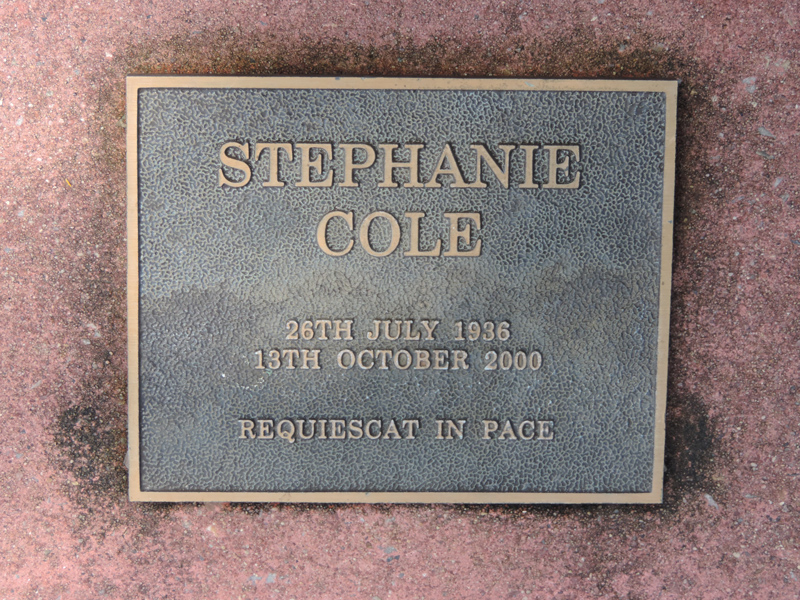 STEPHANIE
COLE
26TH JULY 1936
13TH OCTOBER 2000
REQUIESCAT IN PACE